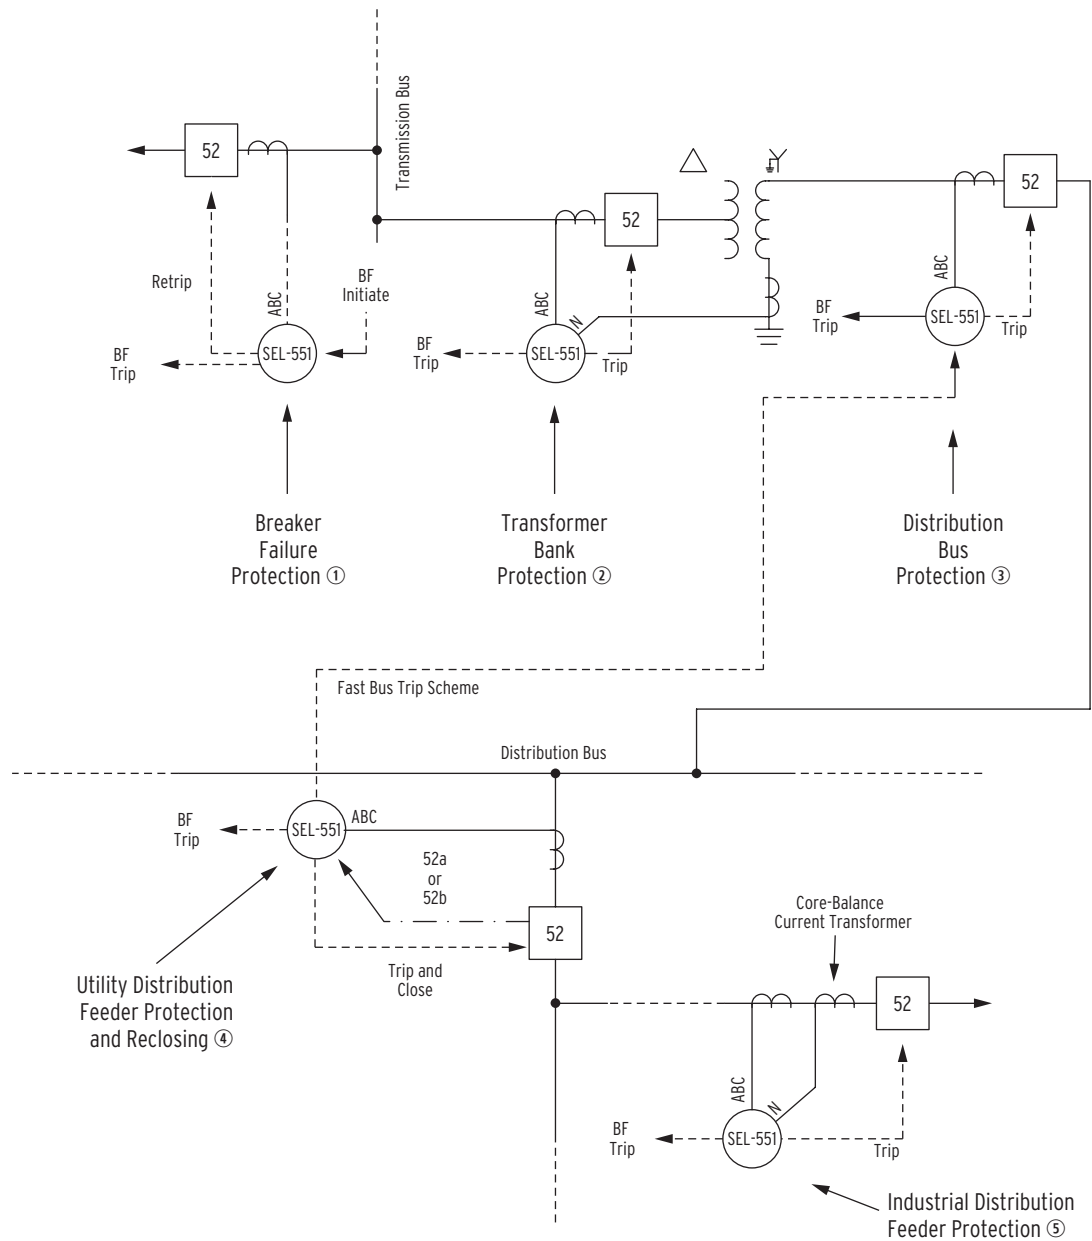 Transmission Bus
52
52
52
Retrip
BF
Initiate
ABC
SEL-551
BF
Trip
ABC
N
SEL-551
BF
Trip
Trip
ABC
SEL-551
BF
Trip
Trip
Breaker
Failure
Protection ①
Transformer
Bank
Protection ②
Distribution
Bus
Protection ③
Fast Bus Trip Scheme
Distribution Bus
BF
Trip
SEL-551
ABC
52a
or
52b
52
Trip and
Close
Utility Distribution
Feeder Protection
and Reclosing ④
Core-Balance
Current Transformer
52
ABC
N
SEL-551
BF
Trip
Trip
Industrial Distribution
Feeder Protection ⑤